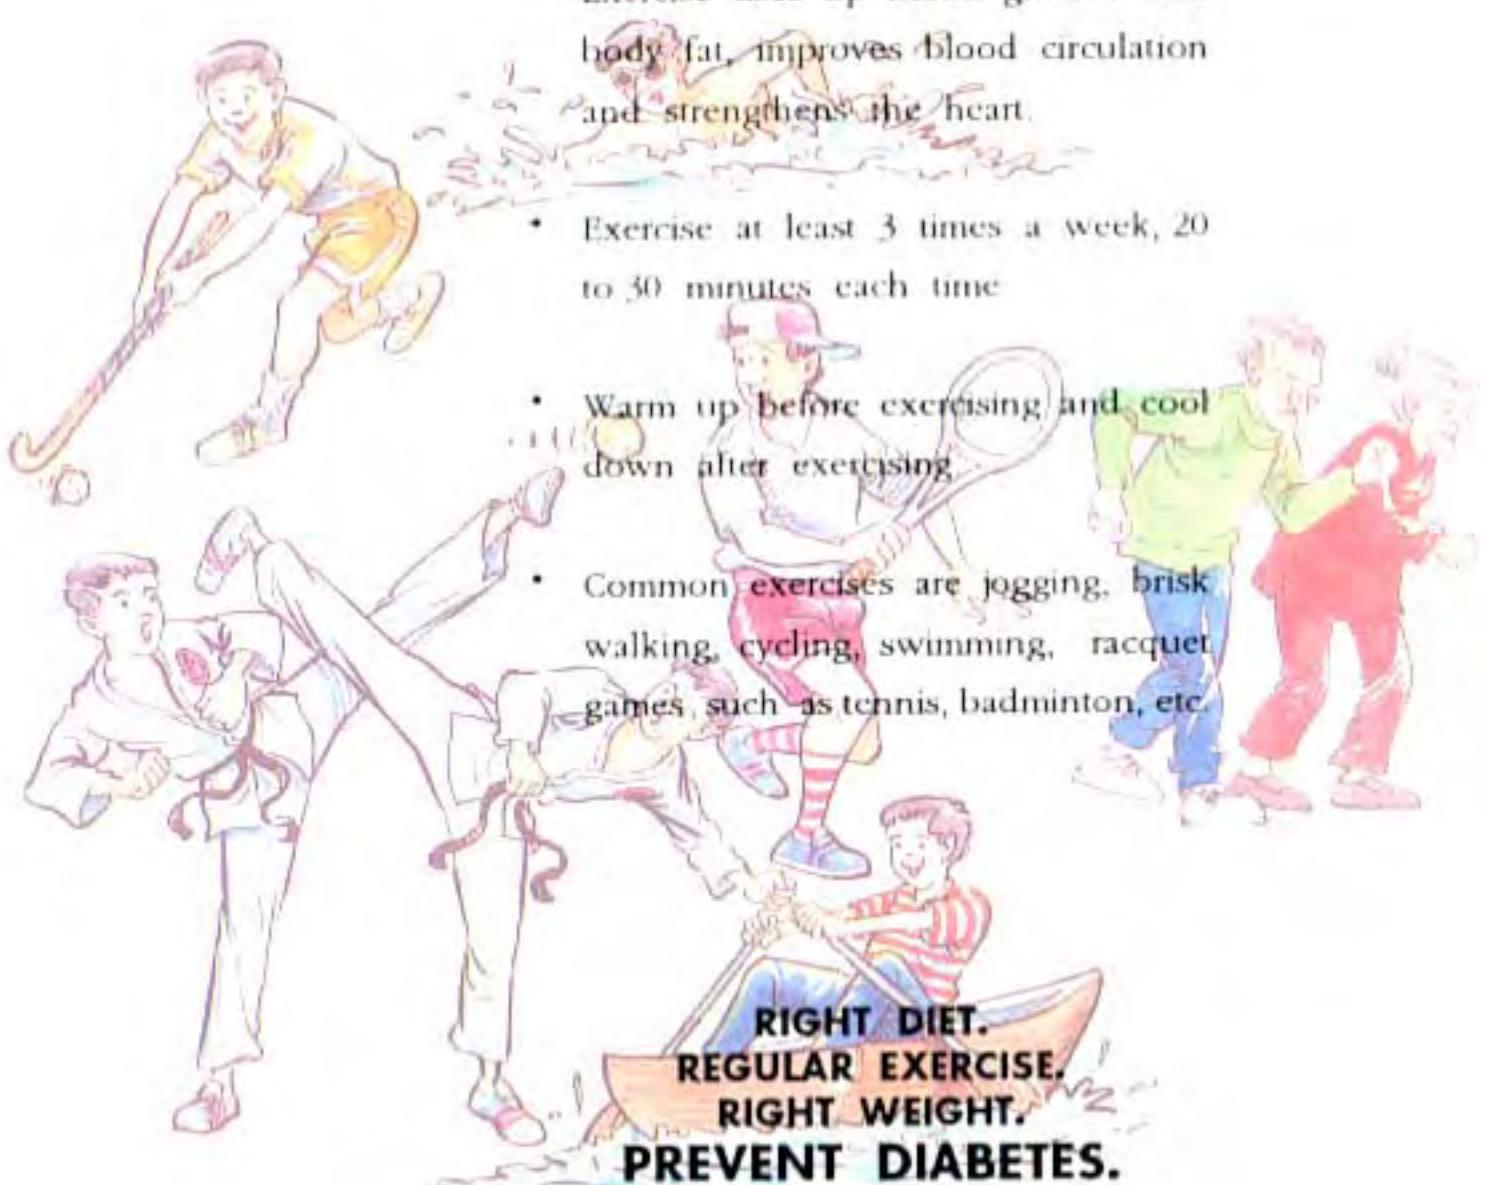 body fat, improves blood circulation
and strengthens the heart.
• Exercise at least 3 times a week, 20
to 30 minutes each time
• Warm up before exercising and cool
down after exercising
• Common exercises are jogging, brisk
walking, cycling, swimming, racquet
games such as tennis, badminton, etc.
RIGHT DIET.
REGULAR EXERCISE.
RIGHT WEIGHT.
PREVENT DIABETES.